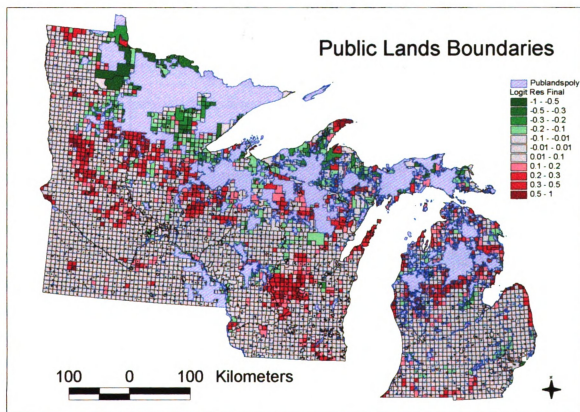 Public Lands Boundaries
Publandspoly
Logit Res Final
-1 - -0.5
-0.5 - -0.3
-0.3 - -0.2
-0.2 - -0.1
-0.1 - -0.01
-0.01 - 0.01
0.01 - 0.1
0.1 - 0.2
0.2 - 0.3
0.3 - 0.5
0.5 - 1
100 0 100 Kilometers